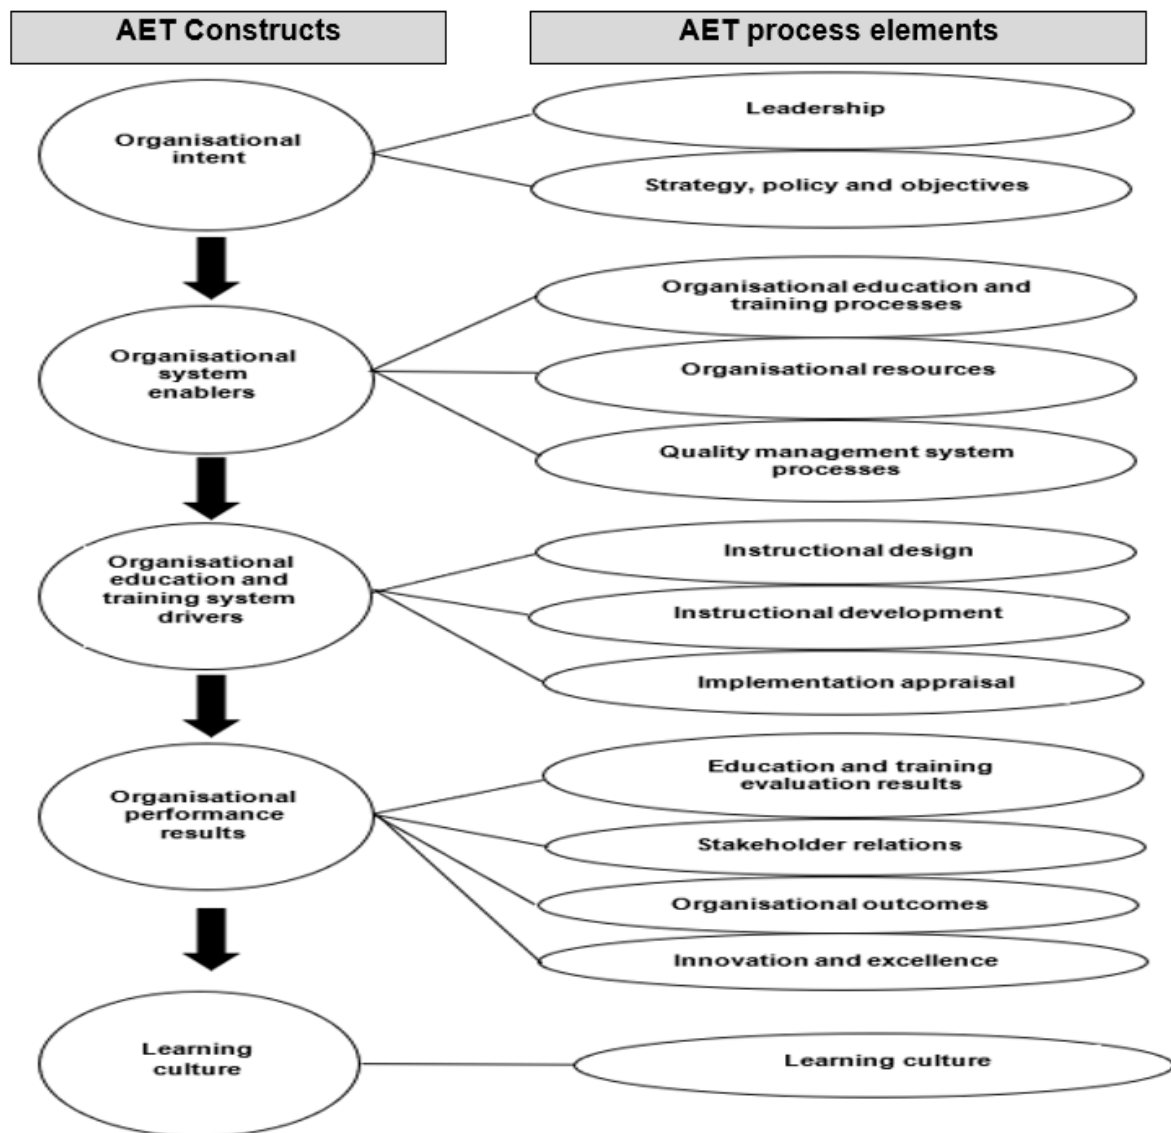 AET Constructs
AET process elements
Organisational
intent
Leadership
Strategy, policy and objectives
Organisational
system
enablers
Organisational education and
training processes
Organisational resources
Quality management system
processes
Organisational
education and
training system
drivers
Instructional design
Instructional development
Implementation appraisal
Organisational
performance
results
Education and training
evaluation results
Stakeholder relations
Organisational outcomes
Innovation and excellence
Learning
culture
Learning culture